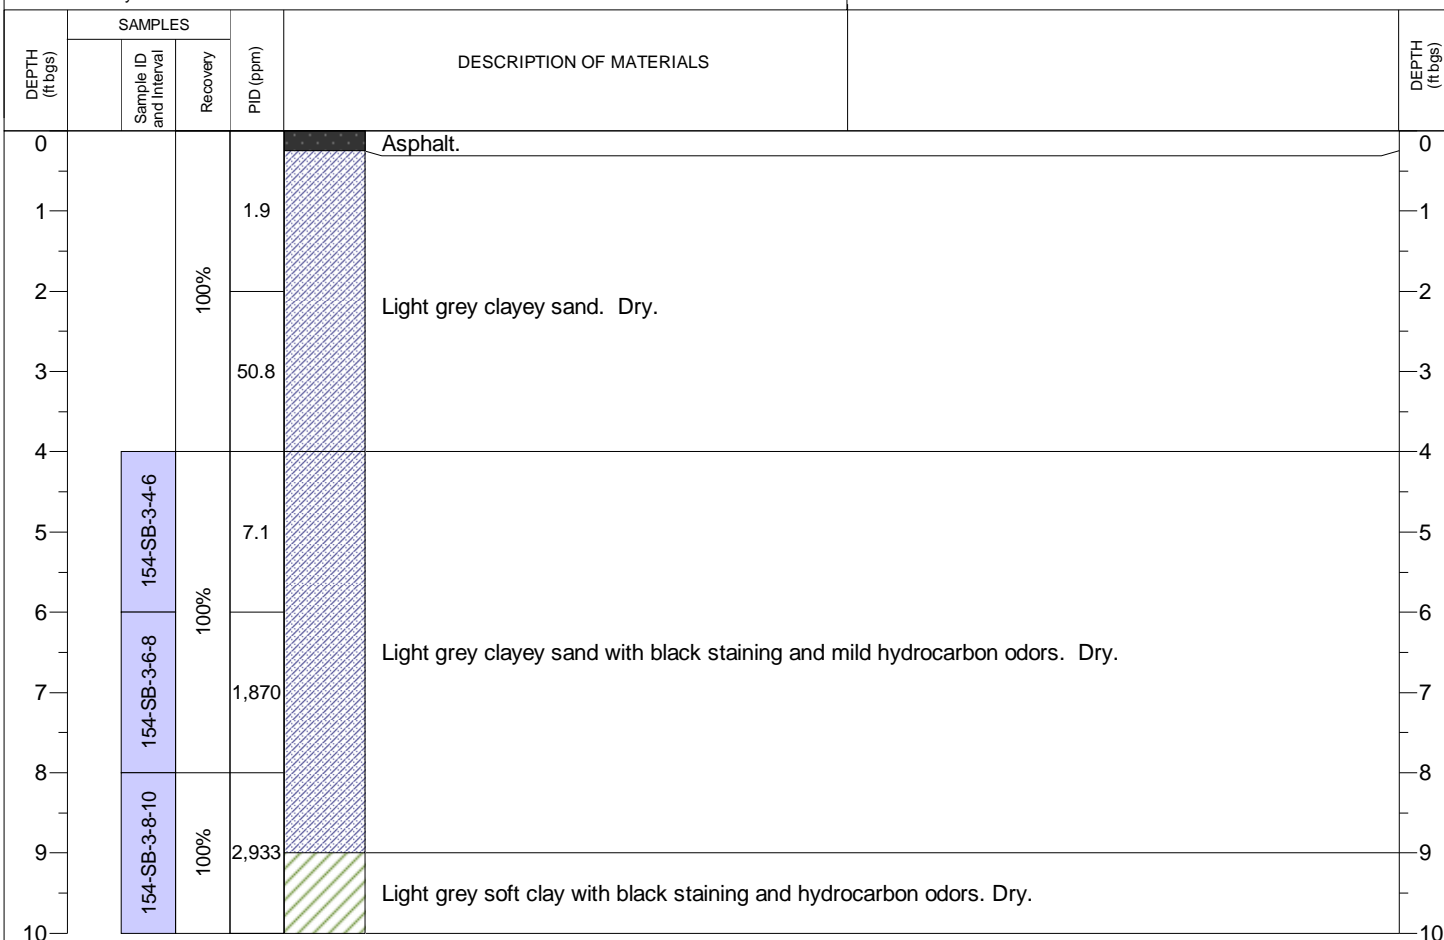 SAMPLES
DEPTH
(ft bgs)
Sample ID
and Interval
Recovery
PID (ppm)
DESCRIPTION OF MATERIALS
DEPTH
(ft bgs)
0
Asphalt.
0
1
1.9
1
2
100%
Light grey clayey sand.  Dry.
2
3
50.8
3
4
4
5
154-SB-3-4-6
7.1
5
6
100%
6
154-SB-3-6-8
Light grey clayey sand with black staining and mild hydrocarbon odors.  Dry.
7
1,870
7
8
8
9
154-SB-3-8-10
100%
2,933
9
Light grey soft clay with black staining and hydrocarbon odors. Dry.
10
10